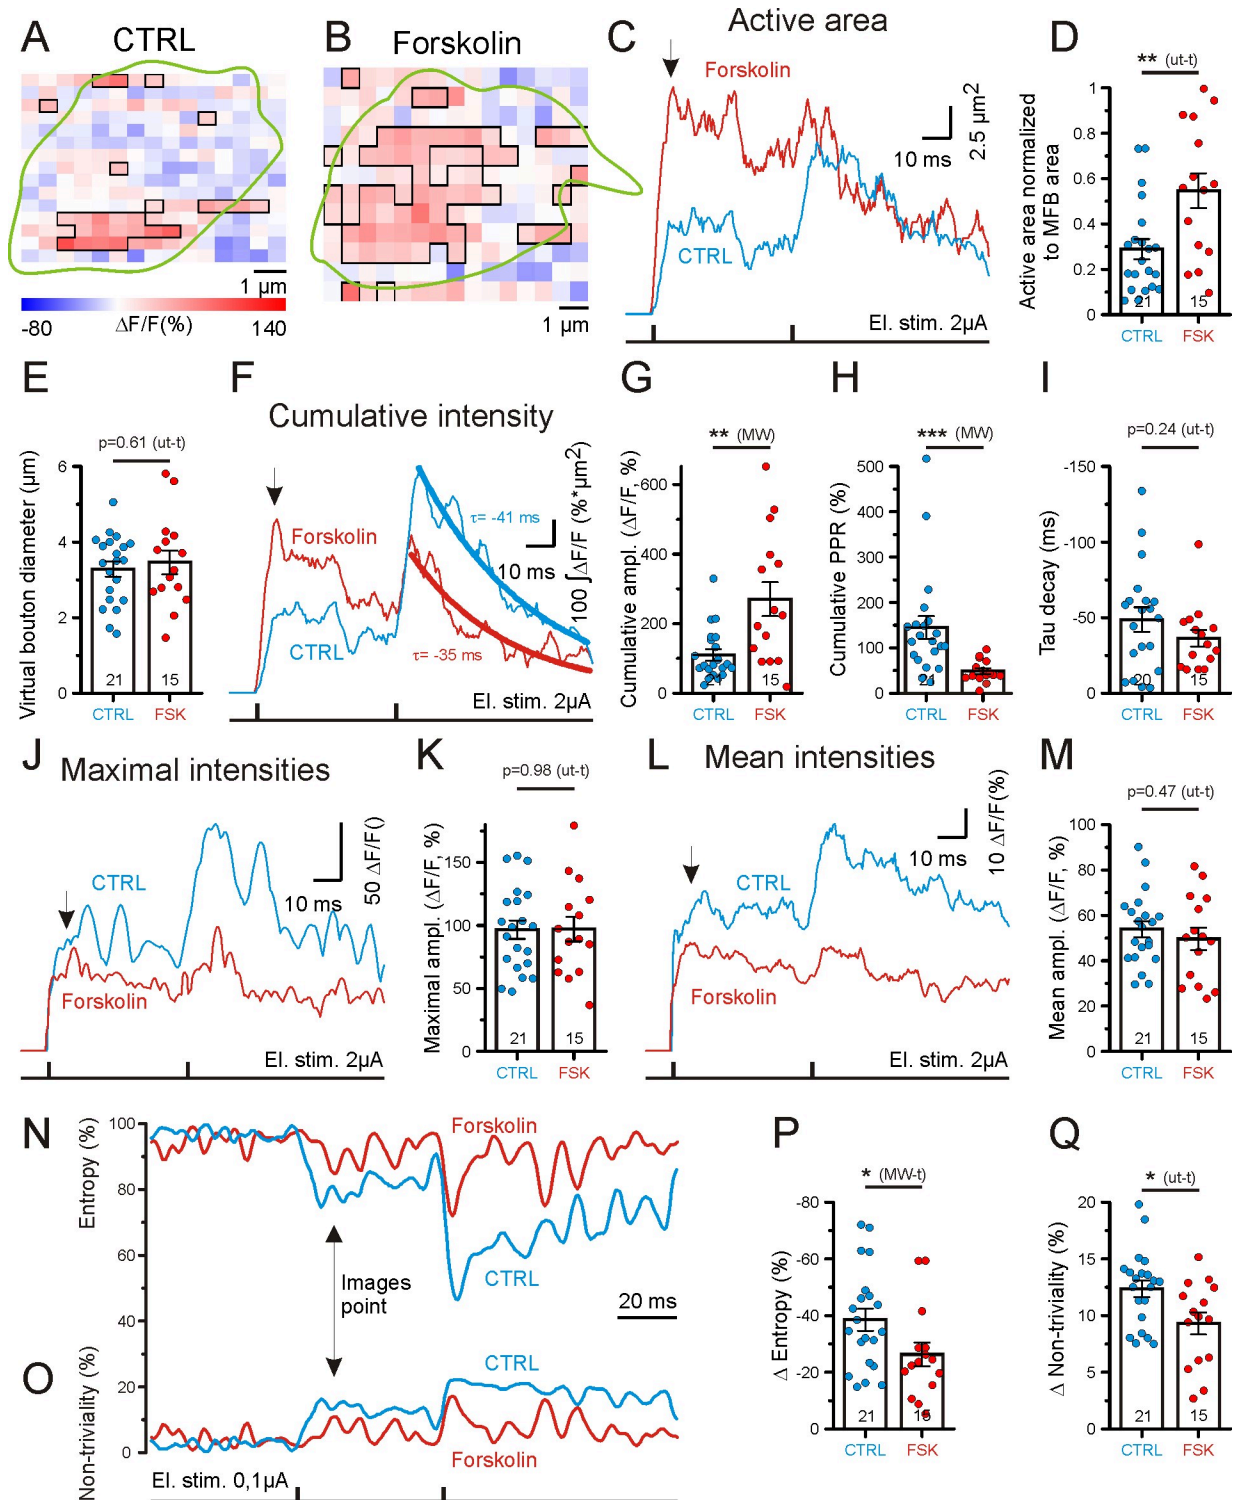 A
CTRL
1 µm
-80
ΔF/F(%)
140
B
Forskolin
1 µm
C
Active area
Forskolin
CTRL
10 ms
2.5 µm²
El. stim. 2µA
D
** (ut-t)
Active area normalized
to MFB area
1
0.8
0.6
0.4
0.2
0
21
15
CTRL
FSK
E
p=0.61 (ut-t)
Virtual bouton diameter (µm)
6
4
2
0
21
15
CTRL
FSK
F
Cumulative intensity
Forskolin
CTRL
τ= -41 ms
τ= -35 ms
10 ms
100 ∫ΔF/F (%*µm²)
El. stim. 2µA
G
** (MW)
Cumulative ampl. (ΔF/F, %)
-600
400
200
0
15
CTRL
FSK
H
*** (MW)
Cumulative PPR (%)
500
400
300
200
100
0
CTRL
FSK
I
p=0.24 (ut-t)
Tau decay (ms)
-150
-100
-50
0
20
15
CTRL
FSK
J
Maximal intensities
CTRL
Forskolin
10 ms
50 ΔF/F()
El. stim. 2µA
K
p=0.98 (ut-t)
Maximal ampl. (ΔF/F, %)
150
100
50
0
21
15
CTRL
FSK
L
Mean intensities
CTRL
Forskolin
10 ms
10 ΔF/F(%)
El. stim. 2µA
M
p=0.47 (ut-t)
Mean ampl. (ΔF/F, %)
100
80
60
40
20
0
21
15
CTRL
FSK
N
Entropy (%)
100
80
60
40
20
0
Forskolin
CTRL
Images
point
20 ms
O
Non-triviality (%)
CTRL
Forskolin
El. stim. 0,1µA
P
* (MW-t)
Δ Entropy (%)
-80
-60
-40
-20
0
21
15
CTRL
FSK
Q
* (ut-t)
Δ Non-triviality (%)
20
15
10
5
0
21
15
CTRL
FSK